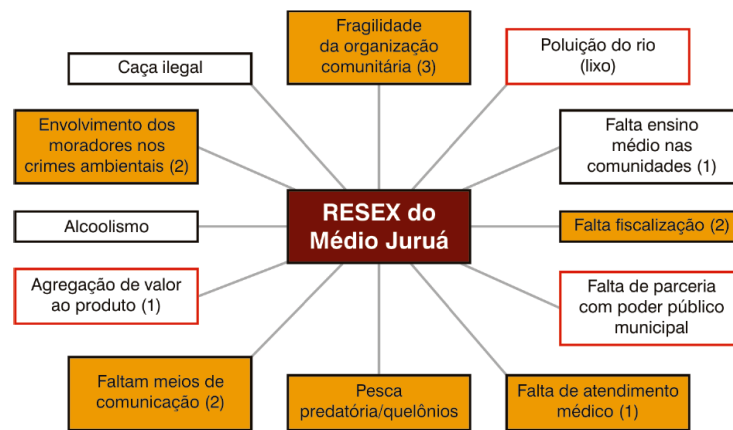 Fragilidade
da organização
comunitária (3)
Poluição do rio
(lixo)
Caça ilegal
Envolvimento dos
moradores nos
crimes ambientais (2)
Falta ensino
médio nas
comunidades (1)
RESEX do
Médio Juruá
Alcoolismo
Falta fiscalização (2)
Agregação de valor
ao produto (1)
Falta de parceria
com poder público
municipal
Faltam meios de
comunicação (2)
Pesca
predatória/quelônios
Falta de atendimento
médico (1)